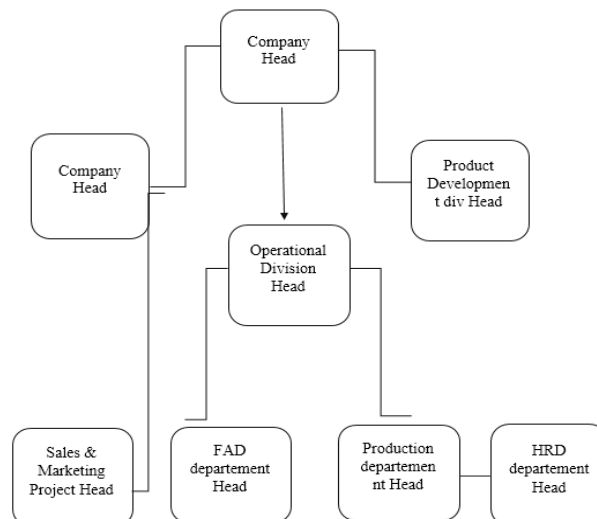 Company
Head
Company
Head
Product
Developmen
t div Head
Operational
Division
Head
Sales &
Marketing
Project Head
FAD
departement
Head
Production
departemen
nt Head
HRD
departement
Head